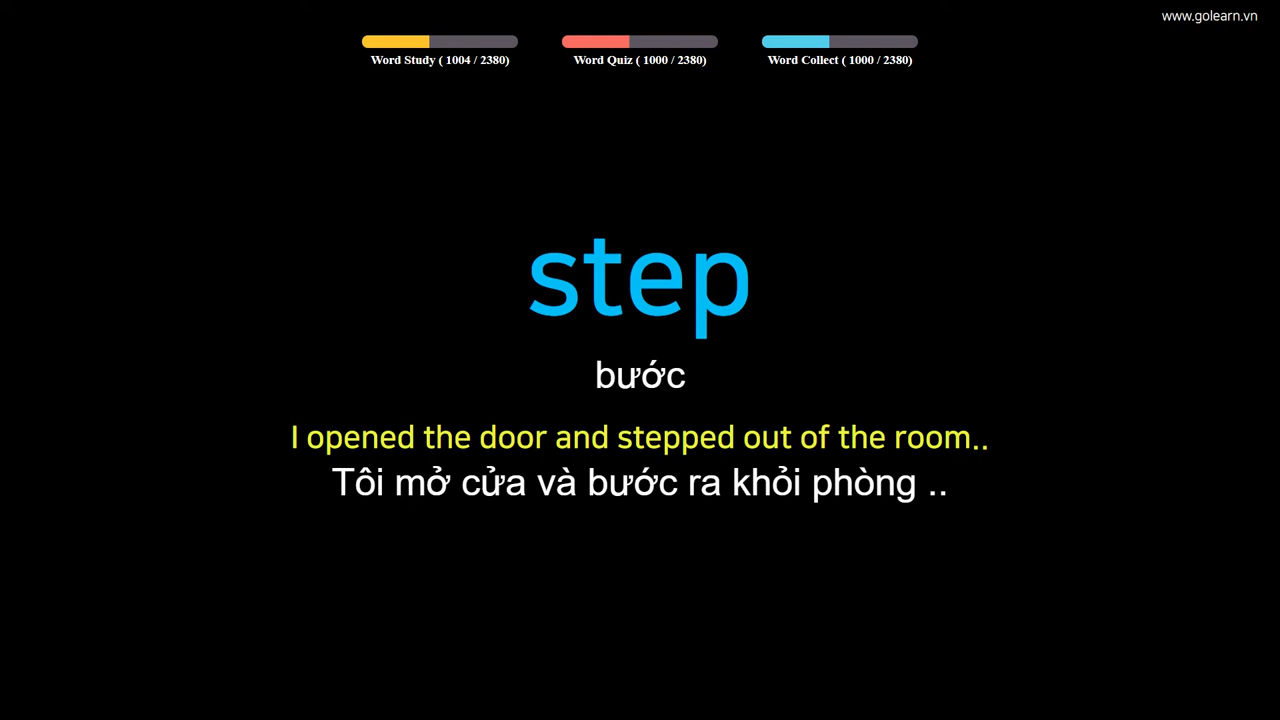 www.golearn.vn
Word Study ( 1004 / 2380)
Word Quiz ( 1000 / 2380)
Word Collect ( 1000 / 2380)
step
bước
I opened the door and stepped out of the room..
Tôi mở cửa và bước ra khỏi phòng ..